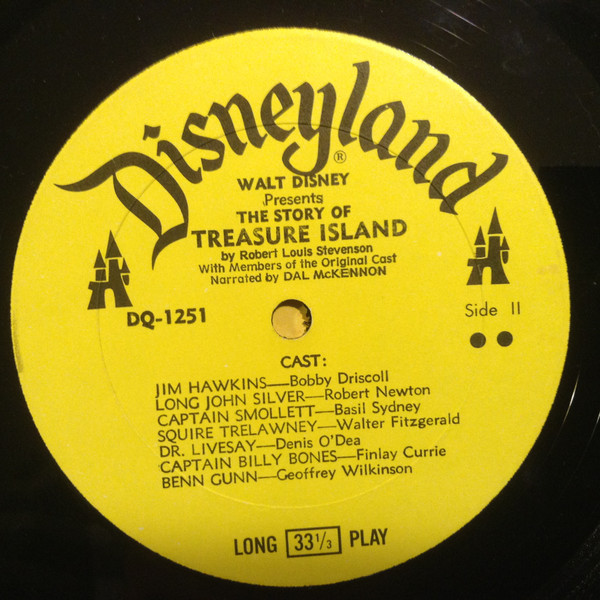 Disneyland®
WALT DISNEY
Presents
THE STORY OF
TREASURE ISLAND
by Robert Louis Stevenson
With Members of the Original Cast
Narrated by DAL McKENNON
DQ-1251
Side II
CAST:
JIM HAWKINS—Bobby Driscoll
LONG JOHN SILVER—Robert Newton
CAPTAIN SMOLLETT—Basil Sydney
SQUIRE TRELAWNEY—Walter Fitzgerald
DR. LIVESAY—Denis O'Dea
CAPTAIN BILLY BONES—Finlay Currie
BENN GUNN—Geoffrey Wilkinson
LONG 33⅓ PLAY